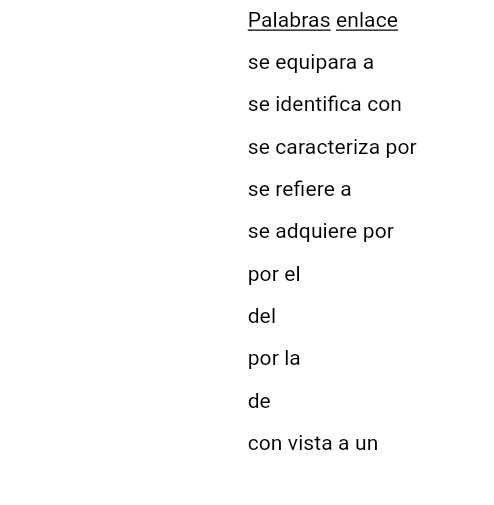 Palabras enlace
se equipara a
se identifica con
se caracteriza por
se refiere a
se adquiere por
por el
del
por la
de
con vista a un